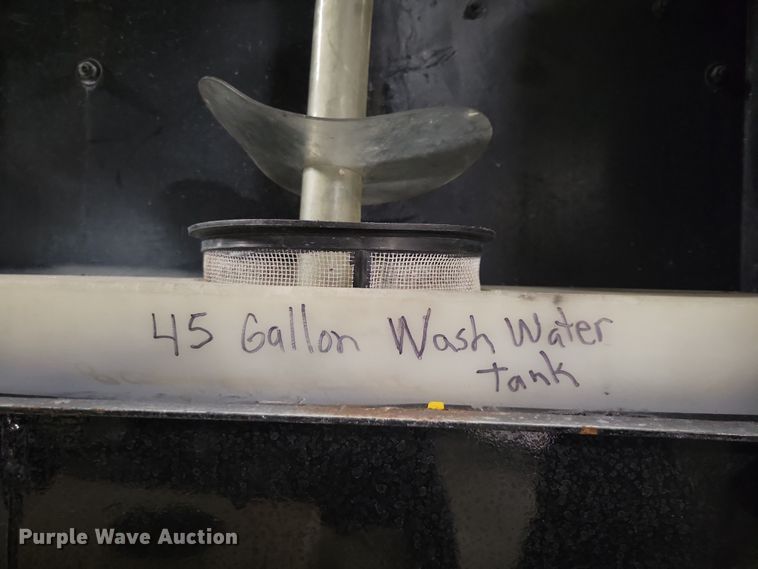 45 Gallon Wash Water
tank
Purple Wave Auction